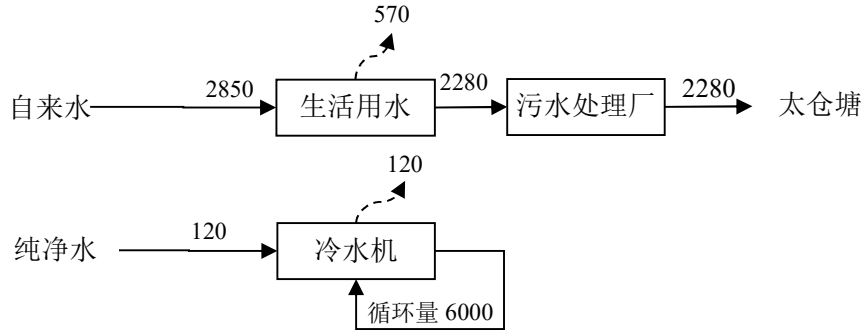 570
自来水 2850 生活用水 2280 污水处理厂 2280 太仓塘
120
纯净水 120 冷水机
循环量 6000